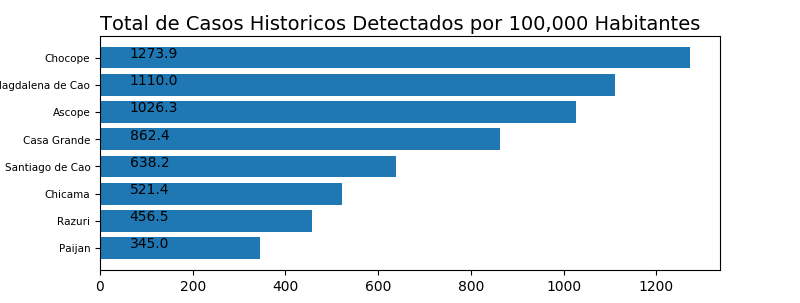 Total de Casos Historicos Detectados por 100,000 Habitantes
Chocope 1273.9
agdalena de Cao 1110.0
Ascope 1026.3
Casa Grande 862.4
Santiago de Cao 638.2
Chicama 521.4
Razuri 456.5
Paijan 345.0
0 200 400 600 800 1000 1200